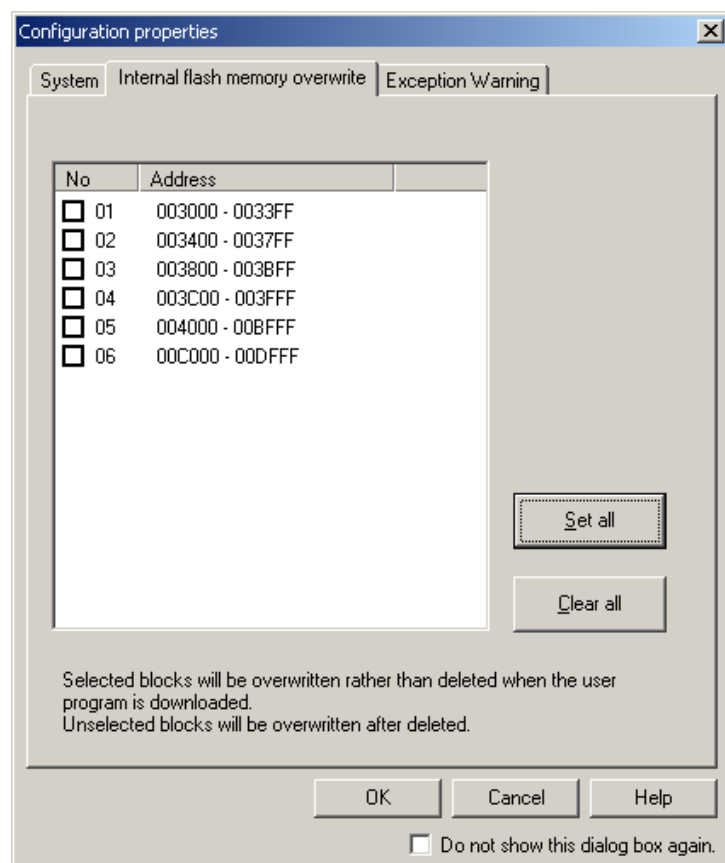 Configuration properties
System Internal flash memory overwrite Exception Warning
No Address
01 003000 - 0033FF
02 003400 - 0037FF
03 003800 - 003BFF
04 003C00 - 003FFF
05 004000 - 00BFFF
06 00C000 - 00DFFF
Set all
Clear all
Selected blocks will be overwritten rather than deleted when the user
program is downloaded.
Unselected blocks will be overwritten after deleted.
OK Cancel Help
Do not show this dialog box again.